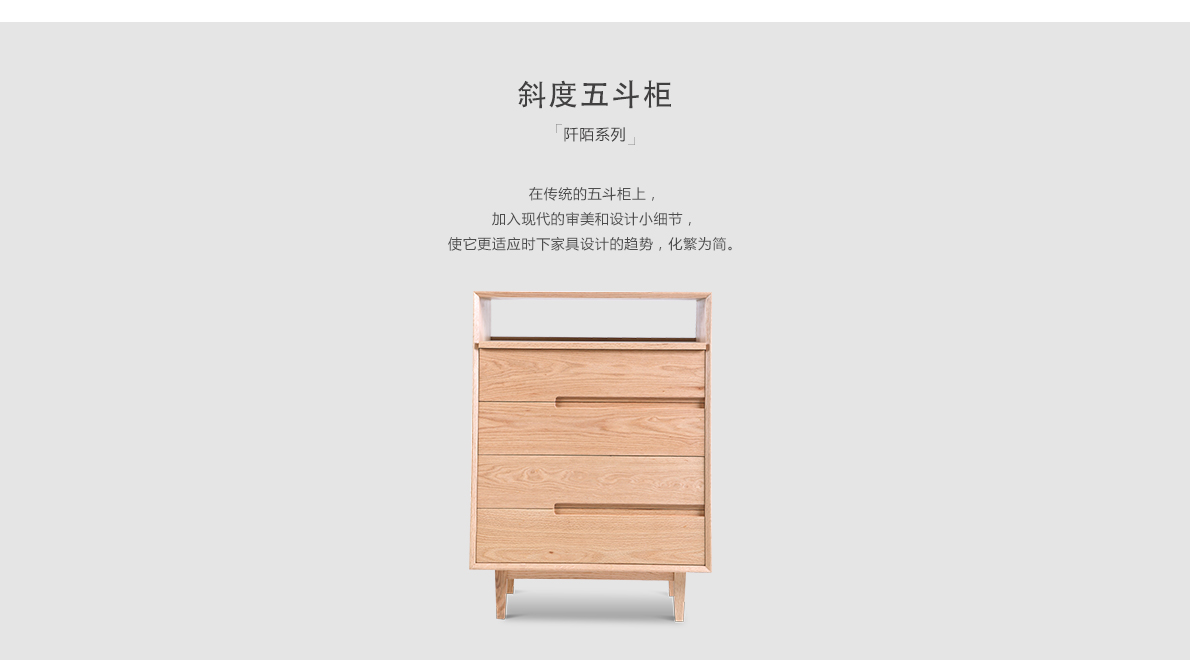 斜度五斗柜
「阡陌系列」
在传统的五斗柜上，
加入现代的审美和设计小细节，
使它更适应时下家具设计的趋势，化繁为简。